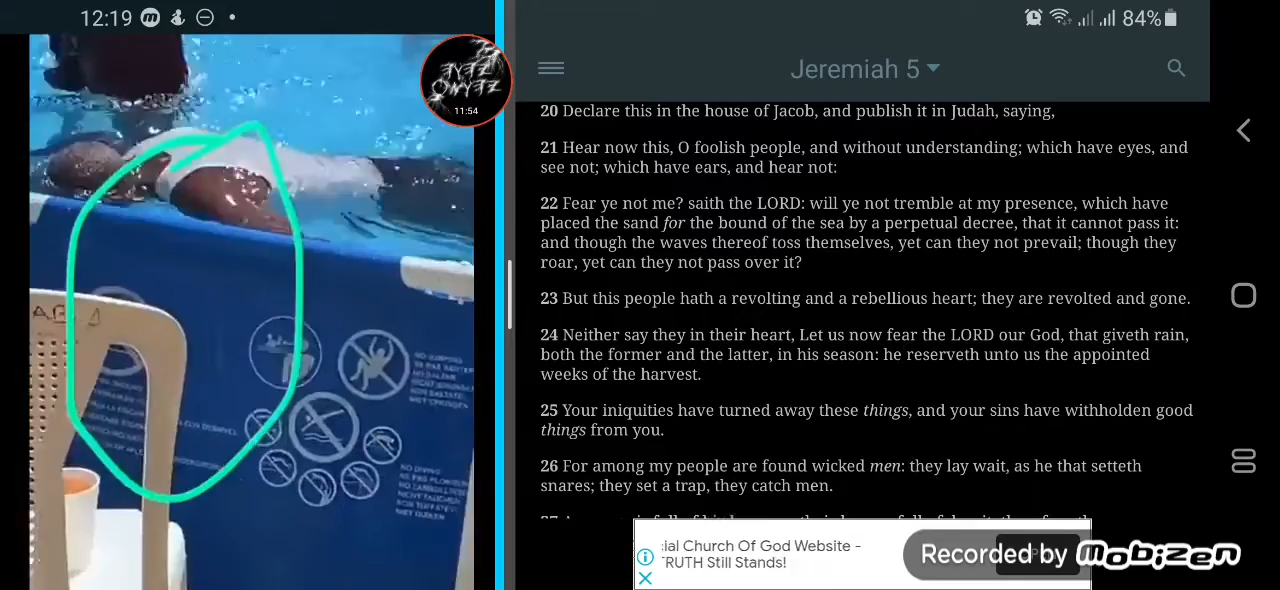 12:19
84%
11:54
Jeremiah 5
20 Declare this in the house of Jacob, and publish it in Judah, saying,
21 Hear now this, O foolish people, and without understanding; which have eyes, and
see not; which have ears, and hear not:
22 Fear ye not me? saith the LORD: will ye not tremble at my presence, which have
placed the sand for the bound of the sea by a perpetual decree, that it cannot pass it:
and though the waves thereof toss themselves, yet can they not prevail; though they
roar, yet can they not pass over it?
23 But this people hath a revolting and a rebellious heart; they are revolted and gone.
24 Neither say they in their heart, Let us now fear the LORD our God, that giveth rain,
both the former and the latter, in his season: he reserveth unto us the appointed
weeks of the harvest.
25 Your iniquities have turned away these things, and your sins have withholden good
things from you.
26 For among my people are found wicked men: they lay wait, as he that setteth
snares; they set a trap, they catch men.
NO JUMPING
NO DIVING
cial Church Of God Website -
TRUTH Still Stands!
Recorded by Mobizen